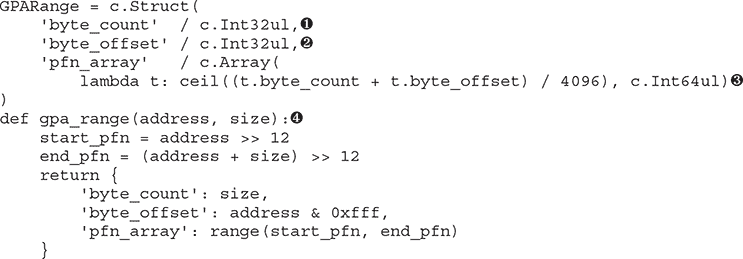 GPARange = c.Struct(
    'byte_count'  / c.Int32ul,❶
    'byte_offset' / c.Int32ul,❷
    'pfn_array'   / c.Array(
        lambda t: ceil((t.byte_count + t.byte_offset) / 4096), c.Int64ul)❸
)
def gpa_range(address, size):❹
    start_pfn = address >> 12
    end_pfn = (address + size) >> 12
    return {
        'byte_count': size,
        'byte_offset': address & 0xfff,
        'pfn_array': range(start_pfn, end_pfn)
    }